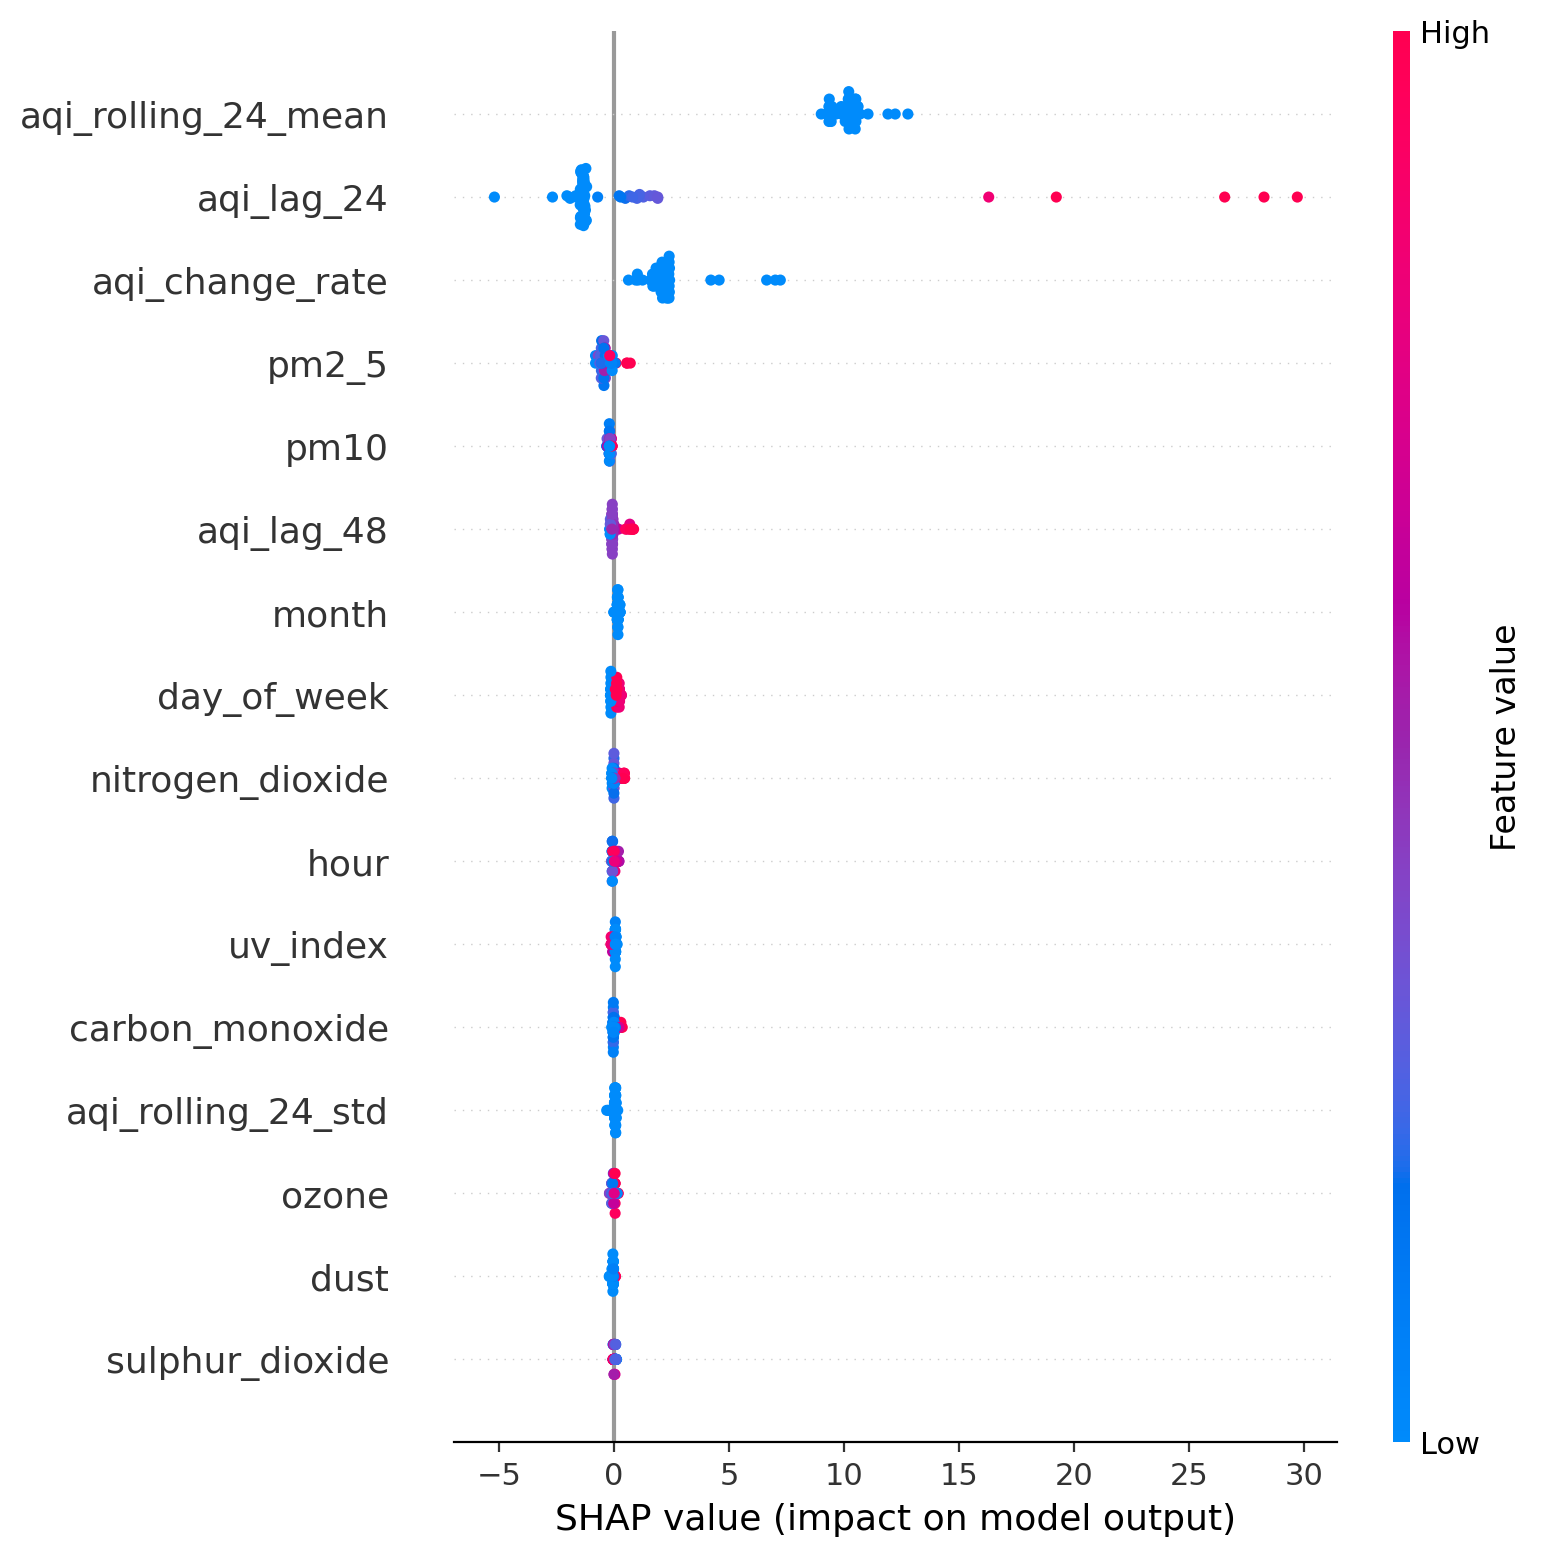 High
aqi_rolling_24_mean
aqi_lag_24
aqi_change_rate
pm2_5
pm10
aqi_lag_48
month
day_of_week
nitrogen_dioxide
hour
uv_index
carbon_monoxide
aqi_rolling_24_std
ozone
dust
sulphur_dioxide
Feature value
Low
−5 0 5 10 15 20 25 30
SHAP value (impact on model output)